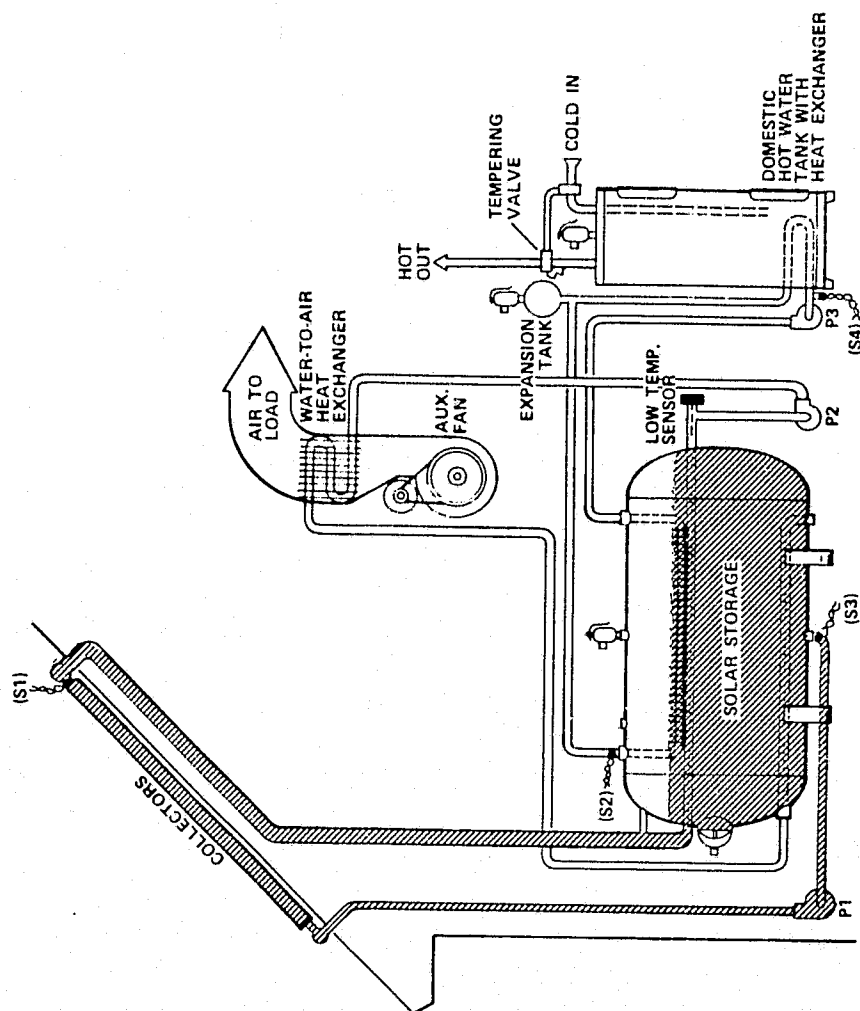 (S1)
COLLECTORS
AIR TO
LOAD
WATER-TO-AIR
HEAT
EXCHANGER
AUX.
FAN
HOT
OUT
TEMPERING
VALVE
COLD IN
EXPANSION
TANK
LOW TEMP.
SENSOR
DOMESTIC
HOT WATER
TANK WITH
HEAT EXCHANGER
(S2)
SOLAR STORAGE
(S3)
P1
P2
P3
(S4)